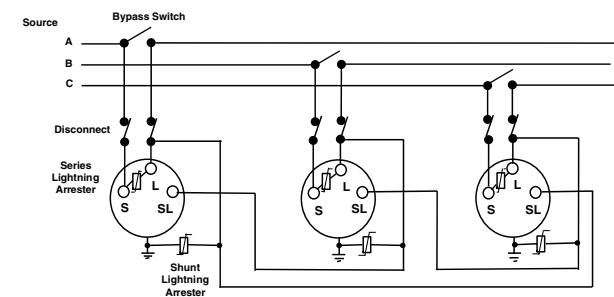 Source
Bypass Switch
A
B
C
Disconnect
Series
Lightning
Arrester
S
L
SL
S
L
SL
S
L
SL
Shunt
Lightning
Arrester